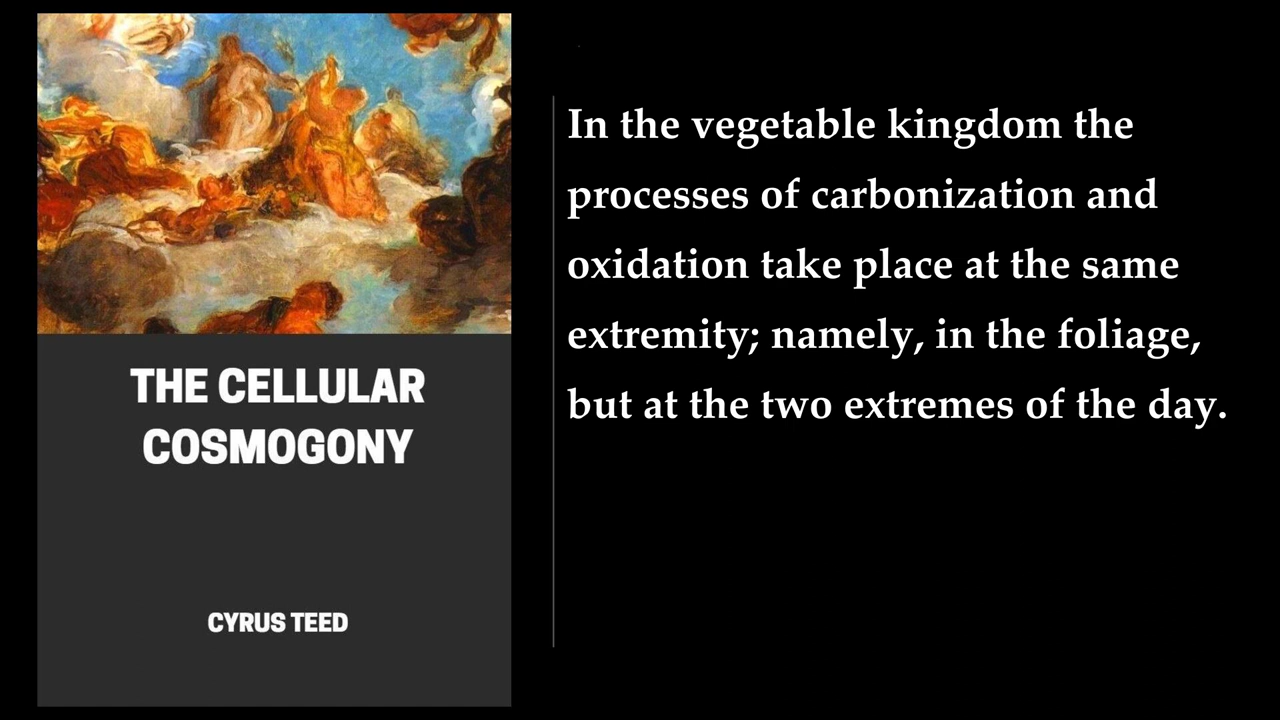 THE CELLULAR
COSMOGONY
CYRUS TEED
In the vegetable kingdom the
processes of carbonization and
oxidation take place at the same
extremity; namely, in the foliage,
but at the two extremes of the day.